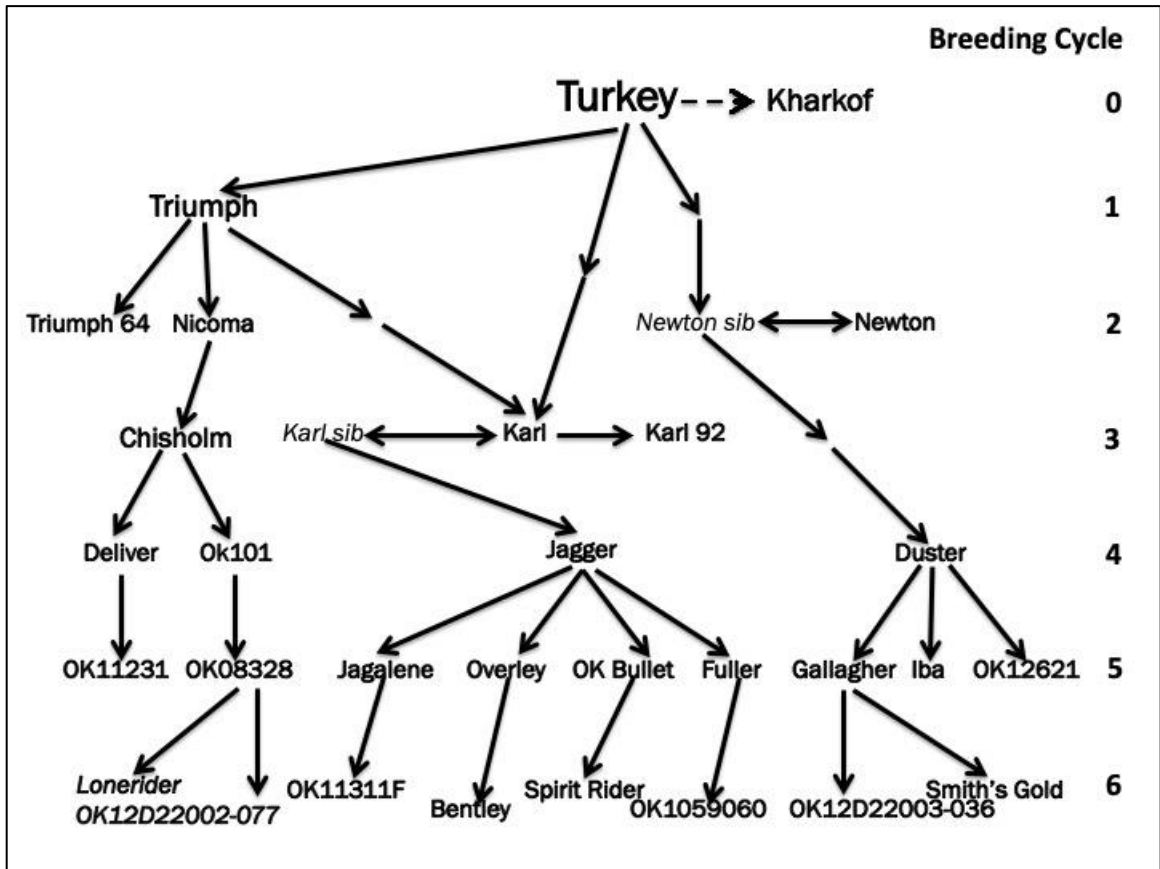 Breeding Cycle
Turkey Kharkof 0
Triumph 1
Triumph 64 Nicoma Newton sib Newton 2
Chisholm Karl sib Karl Karl 92 3
Deliver Ok101 Jagger Duster 4
OK11231 OK08328 Jagalene Overley OK Bullet Fuller Gallagher Iba OK12621 5
Lonerider OK11311F Spirit Rider Smith's Gold 6
OK12D22002-077 Bentley OK1059060 OK12D22003-036